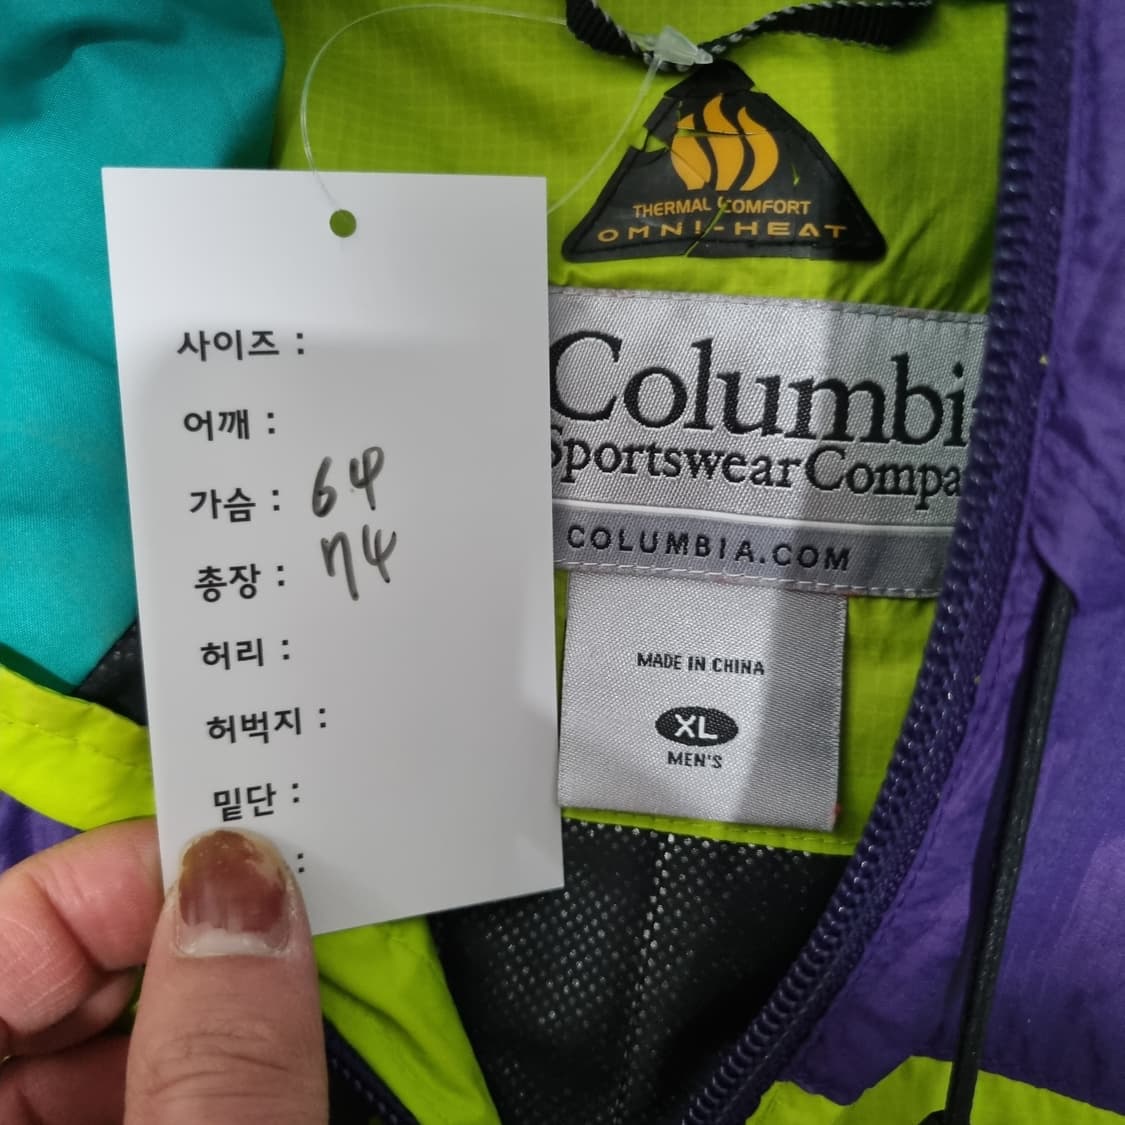 THERMAL COMFORT
OMNI-HEAT
Columbi
Sportswear Compa
COLUMBIA.COM
MADE IN CHINA
XL
MEN'S
사이즈 :
어깨 :
가슴 : 64
총장 : 74
허리 :
허벅지 :
밑단 :
: